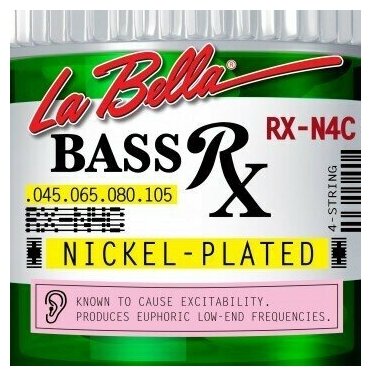 La Bella®
BASS Rx
RX-N4C
.045.065.080.105
RX-N4C
4-STRING
NICKEL-PLATED
KNOWN TO CAUSE EXCITABILITY.
PRODUCES EUPHORIC LOW-END FREQUENCIES.